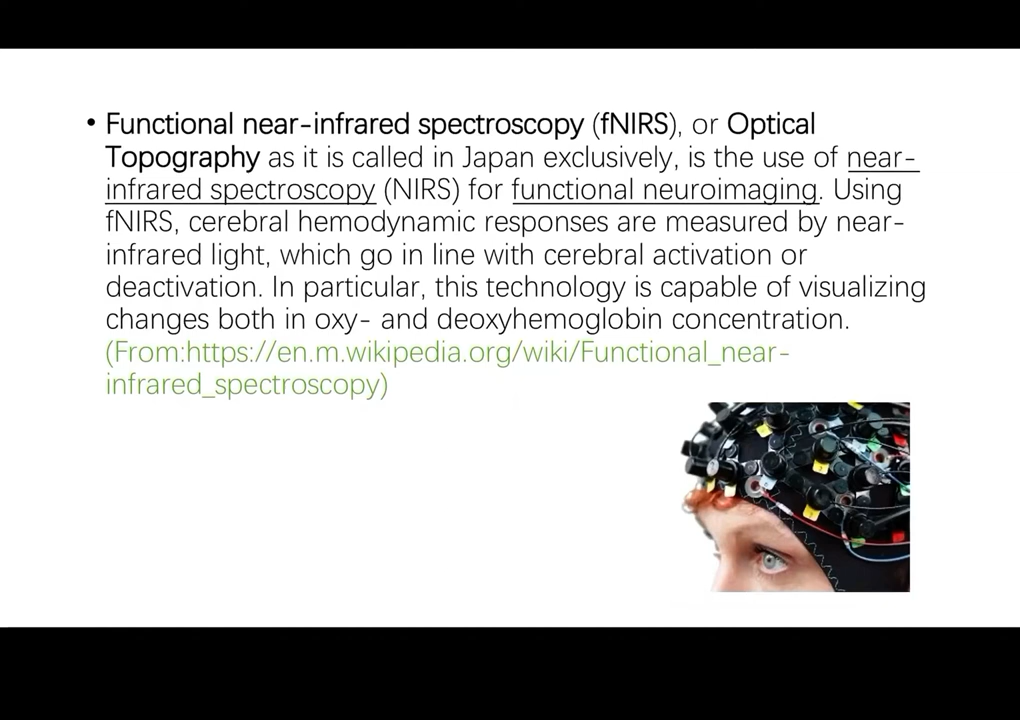 • Functional near-infrared spectroscopy (fNIRS), or Optical
Topography as it is called in Japan exclusively, is the use of near-
infrared spectroscopy (NIRS) for functional neuroimaging. Using
fNIRS, cerebral hemodynamic responses are measured by near-
infrared light, which go in line with cerebral activation or
deactivation. In particular, this technology is capable of visualizing
changes both in oxy- and deoxyhemoglobin concentration.
(From:https://en.m.wikipedia.org/wiki/Functional_near-
infrared_spectroscopy)